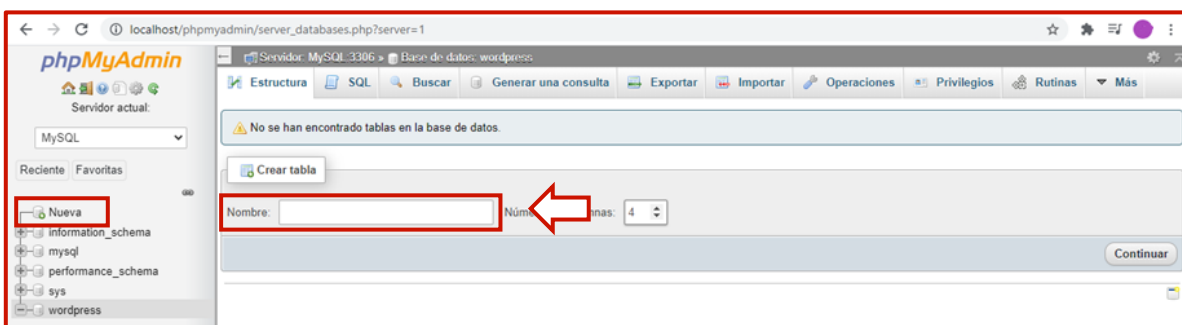 localhost/phpmyadmin/server_databases.php?server=1
phpMyAdmin
Servidor actual:
MySQL
Reciente Favoritas
Nueva
information_schema
mysql
performance_schema
sys
wordpress
Servidor: MySQL:3306 » Base de datos: wordpress
Estructura SQL Buscar Generar una consulta Exportar Importar Operaciones Privilegios Rutinas Más
No se han encontrado tablas en la base de datos.
Crear tabla
Nombre: 4
Continuar